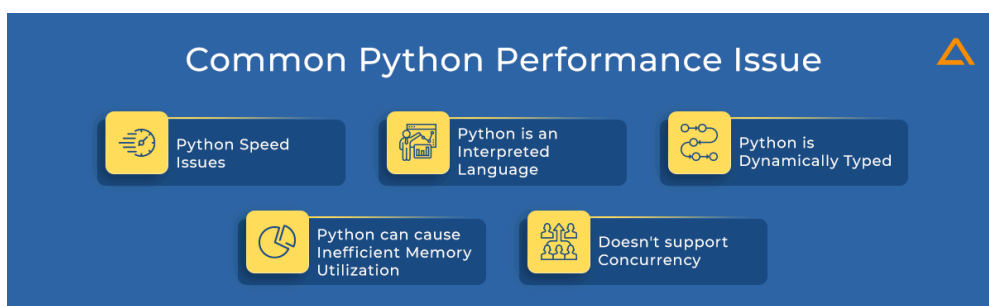 Common Python Performance Issue
Python Speed
Issues
Python is an
Interpreted
Language
Python is
Dynamically Typed
Python can cause
Inefficient Memory
Utilization
Doesn't support
Concurrency